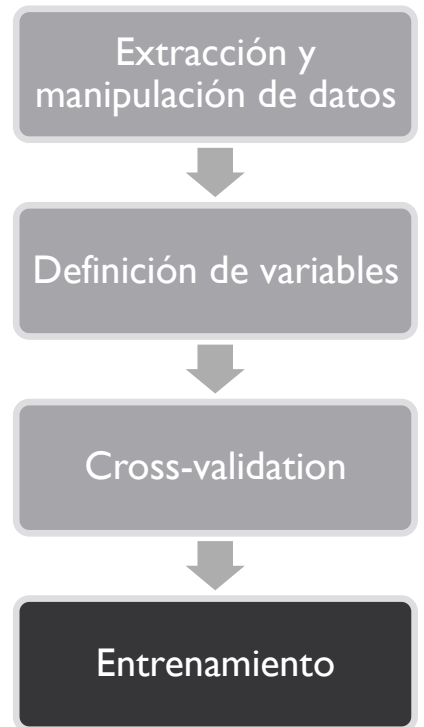 Extracción y
manipulación de datos
Definición de variables
Cross-validation
Entrenamiento